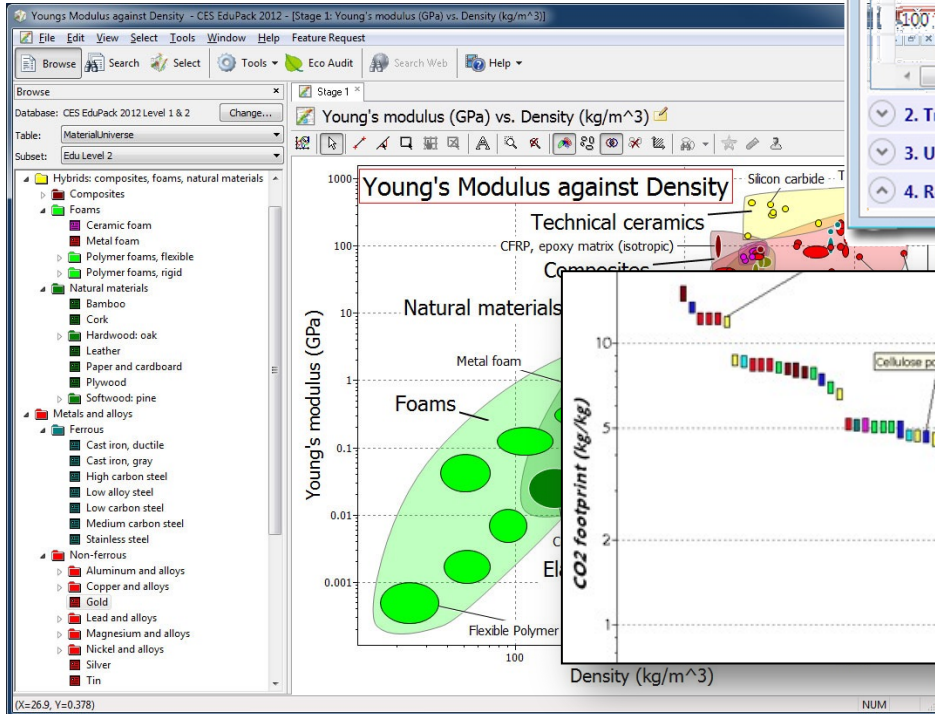 Youngs Modulus against Density - CES EduPack 2012 - [Stage 1: Young's modulus (GPa) vs. Density (kg/m^3)]
File Edit View Select Tools Window Help Feature Request
Browse Search Select Tools Eco Audit Search Web Help
Browse
Stage 1
Database: CES EduPack 2012 Level 1 & 2 Change...
Table: MaterialUniverse
Subset: Edu Level 2
Hybrids: composites, foams, natural materials
Composites
Foams
Ceramic foam
Metal foam
Polymer foams, flexible
Polymer foams, rigid
Natural materials
Bamboo
Cork
Hardwood: oak
Leather
Paper and cardboard
Plywood
Softwood: pine
Metals and alloys
Ferrous
Cast iron, ductile
Cast iron, gray
High carbon steel
Low alloy steel
Low carbon steel
Medium carbon steel
Stainless steel
Non-ferrous
Aluminum and alloys
Copper and alloys
Gold
Lead and alloys
Magnesium and alloys
Nickel and alloys
Silver
Tin
Young's modulus (GPa) vs. Density (kg/m^3)
Young's Modulus against Density
Silicon carbide
Technical ceramics
CFRP, epoxy matrix (isotropic)
Composites
Natural materials
Metal foam
Foams
Flexible Polymer
Young's modulus (GPa)
1000
100
10
1
0.1
0.01
0.001
100
Density (kg/m^3)
100
2. T
3. U
4. R
CO2 footprint (kg/kg)
10
5
2
1
Cellulose po
(X=26.9, Y=0.378)
NUM